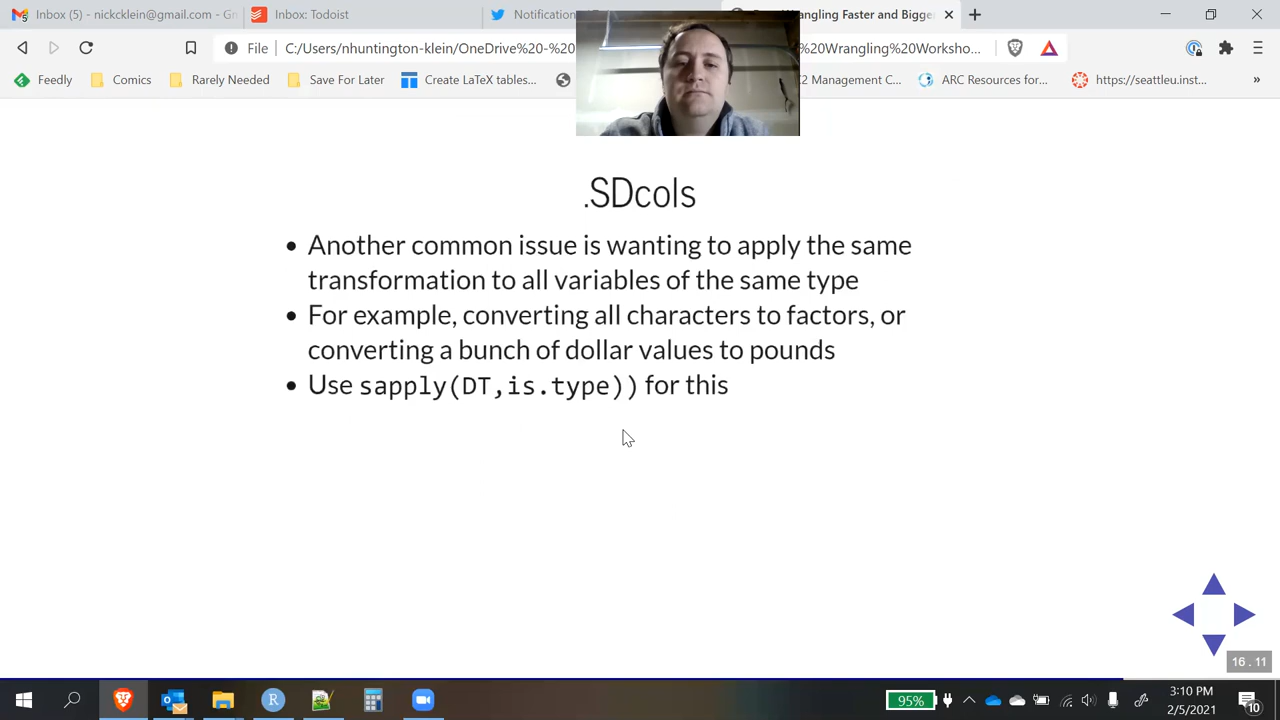 nickcklein@gmail.com - Gr
Inbox: Todoist
Notification
Wrangling Faster and Bigge
File
C:/Users/nhuntington-klein/OneDrive%20-%20
%20Wrangling%20Worksho...
Feedly
Comics
Rarely Needed
Save For Later
Create LaTeX tables...
2 Management C...
ARC Resources for...
https://seattleu.inst...
»
.SDcols
Another common issue is wanting to apply the same
transformation to all variables of the same type
For example, converting all characters to factors, or
converting a bunch of dollar values to pounds
Use sapply(DT,is.type)) for this
16 . 11
95%
3:10 PM
2/5/2021
10